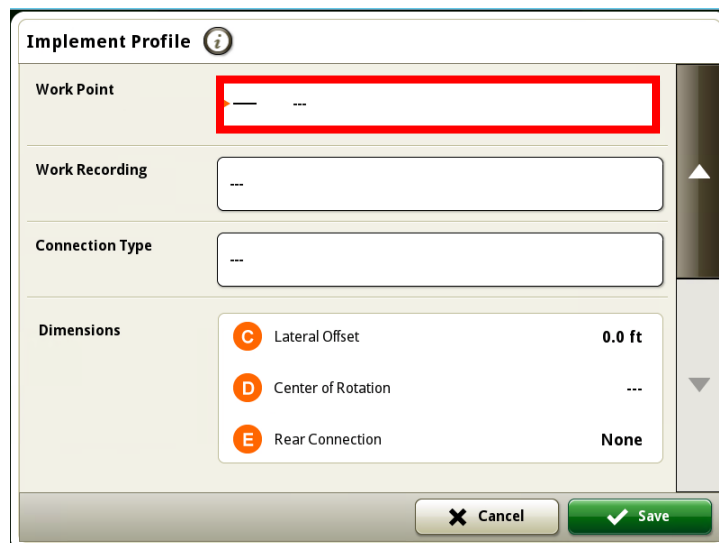 Implement Profile i
Work Point
---
Work Recording
---
Connection Type
---
Dimensions
C Lateral Offset 0.0 ft
D Center of Rotation ---
E Rear Connection None
Cancel Save